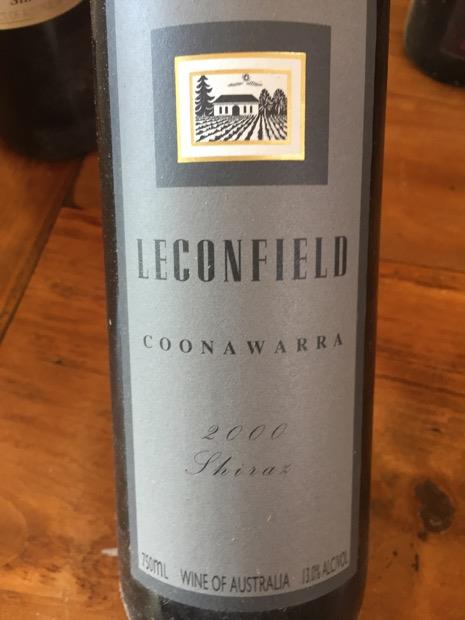 LECONFIELD
COONAWARRA
2000
Shiraz
750mL WINE OF AUSTRALIA 13.0% ALC/VOL